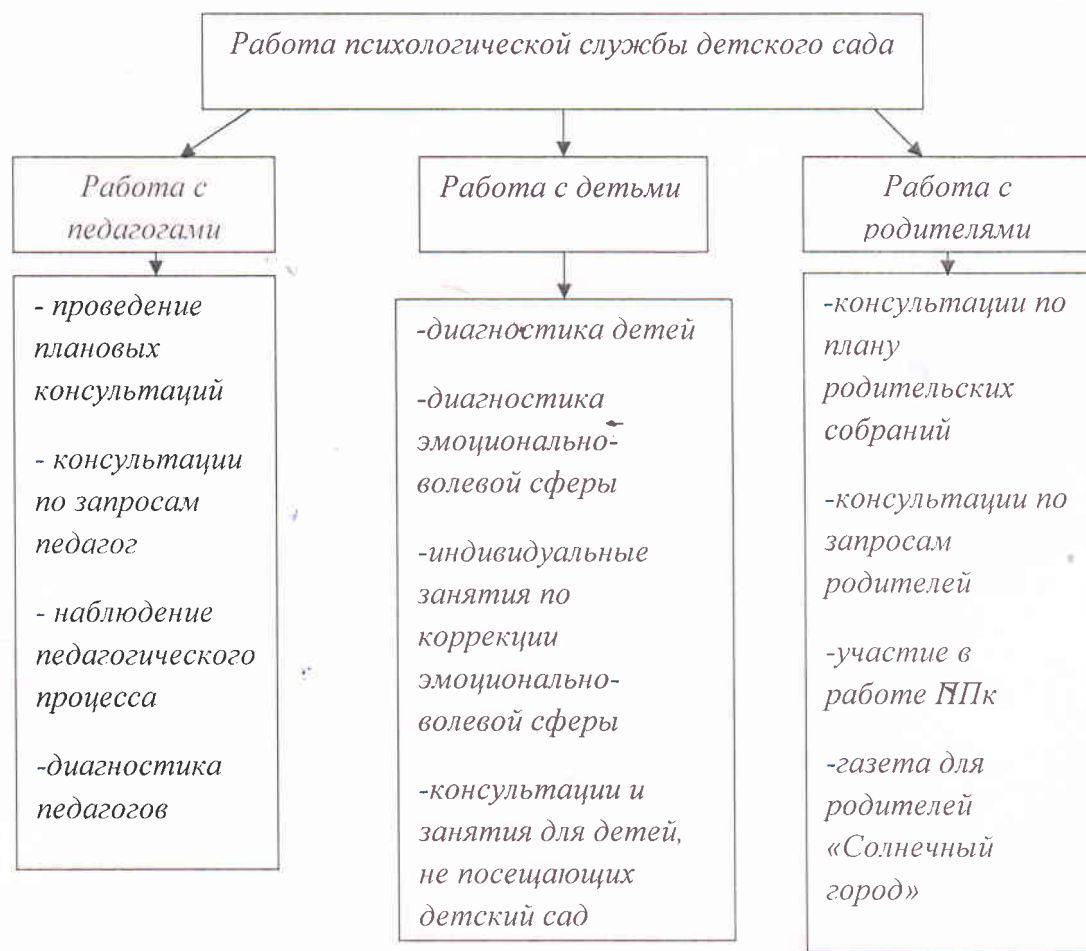 Работа психологической службы детского сада
Работа с
педагогами
- проведение
плановых
консультаций
- консультации
по запросам
педагог
- наблюдение
педагогического
процесса
-диагностика
педагогов
Работа с детьми
-диагностика детей
-диагностика
эмоционально-
волевой сферы
-индивидуальные
занятия по
коррекции
эмоционально-
волевой сферы
-консультации и
занятия для детей,
не посещающих
детский сад
Работа с
родителями
-консультации по
плану
родительских
собраний
-консультации по
запросам
родителей
-участие в
работе ППк
-газета для
родителей
«Солнечный
город»